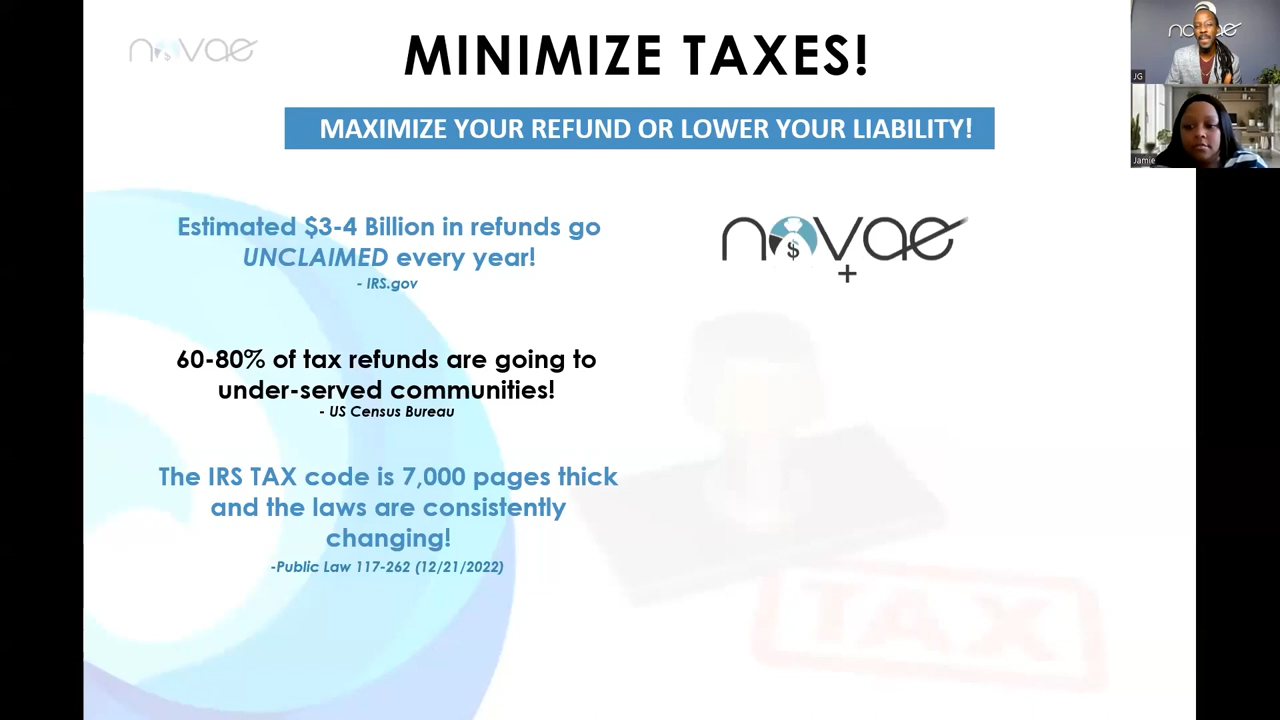 novae
MINIMIZE TAXES!
MAXIMIZE YOUR REFUND OR LOWER YOUR LIABILITY!
Estimated $3-4 Billion in refunds go
UNCLAIMED every year!
- IRS.gov
60-80% of tax refunds are going to
under-served communities!
- US Census Bureau
The IRS TAX code is 7,000 pages thick
and the laws are consistently
changing!
-Public Law 117-262 (12/21/2022)
novae
+
TAX
novae
JG
Jamie